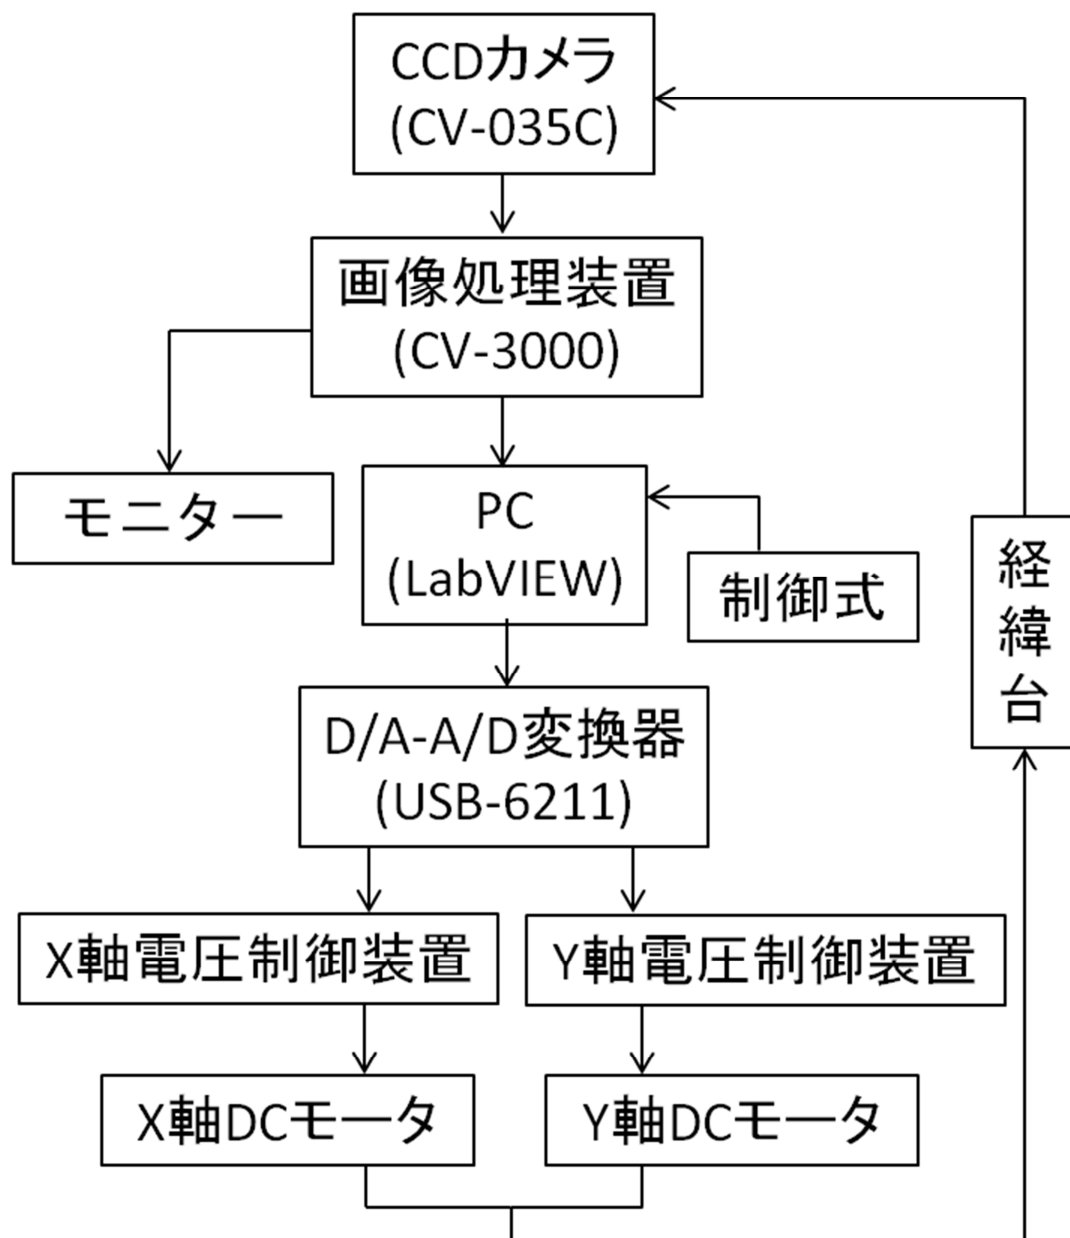 CCDカメラ
(CV-035C)
画像処理装置
(CV-3000)
モニター
PC
(LabVIEW)
制御式
経
緯
台
D/A-A/D変換器
(USB-6211)
X軸電圧制御装置
Y軸電圧制御装置
X軸DCモータ
Y軸DCモータ